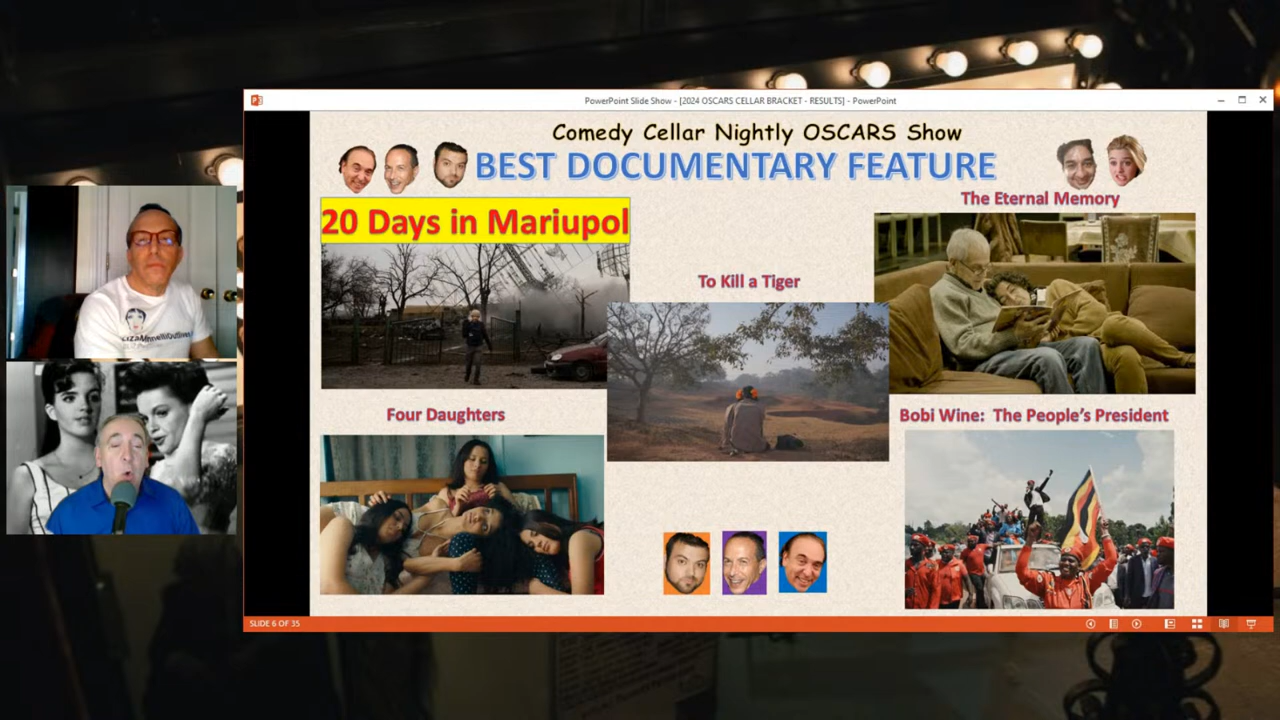 PowerPoint Slide Show - [2024 OSCARS CELLAR BRACKET - RESULTS] - PowerPoint
Comedy Cellar Nightly OSCARS Show
BEST DOCUMENTARY FEATURE
20 Days in Mariupol
The Eternal Memory
To Kill a Tiger
Four Daughters
Bobi Wine: The People's President
SLIDE 6 OF 35